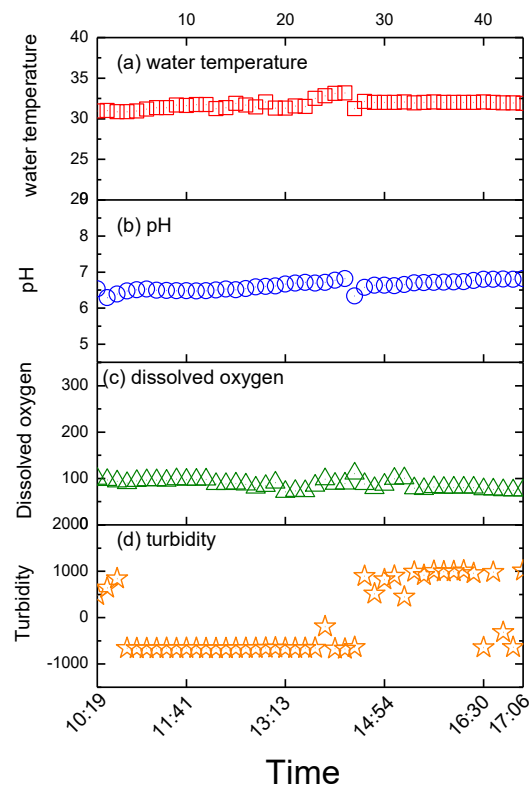 10 20 30 40
40
(a) water temperature
35
30
25
water temperature
(b) pH
8
7
6
5
pH
(c) dissolved oxygen
300
200
100
Dissolved oxygen
2000
(d) turbidity
1000
0
-1000
Turbidity
10:19 11:41 13:13 14:54 16:30 17:06
Time